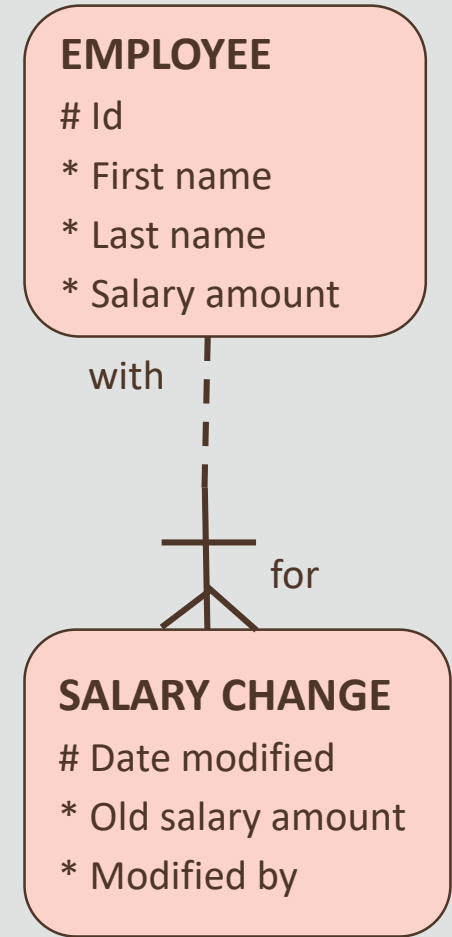 EMPLOYEE
# Id
* First name
* Last name
* Salary amount
with
for
SALARY CHANGE
# Date modified
* Old salary amount
* Modified by